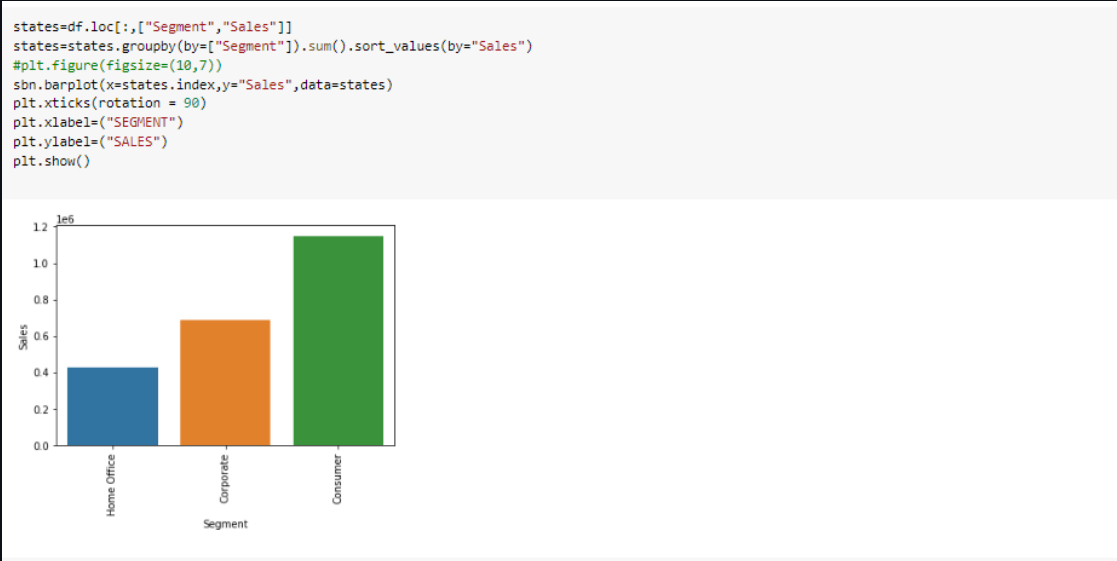 states=df.loc[:,["Segment","Sales"]]
states=states.groupby(by=["Segment"]).sum().sort_values(by="Sales")
#plt.figure(figsize=(10,7))
sbn.barplot(x=states.index,y="Sales",data=states)
plt.xticks(rotation = 90)
plt.xlabel=("SEGMENT")
plt.ylabel=("SALES")
plt.show()
1e6
1.2
1.0
0.8
0.6
0.4
0.2
0.0
Sales
Home Office
Corporate
Consumer
Segment